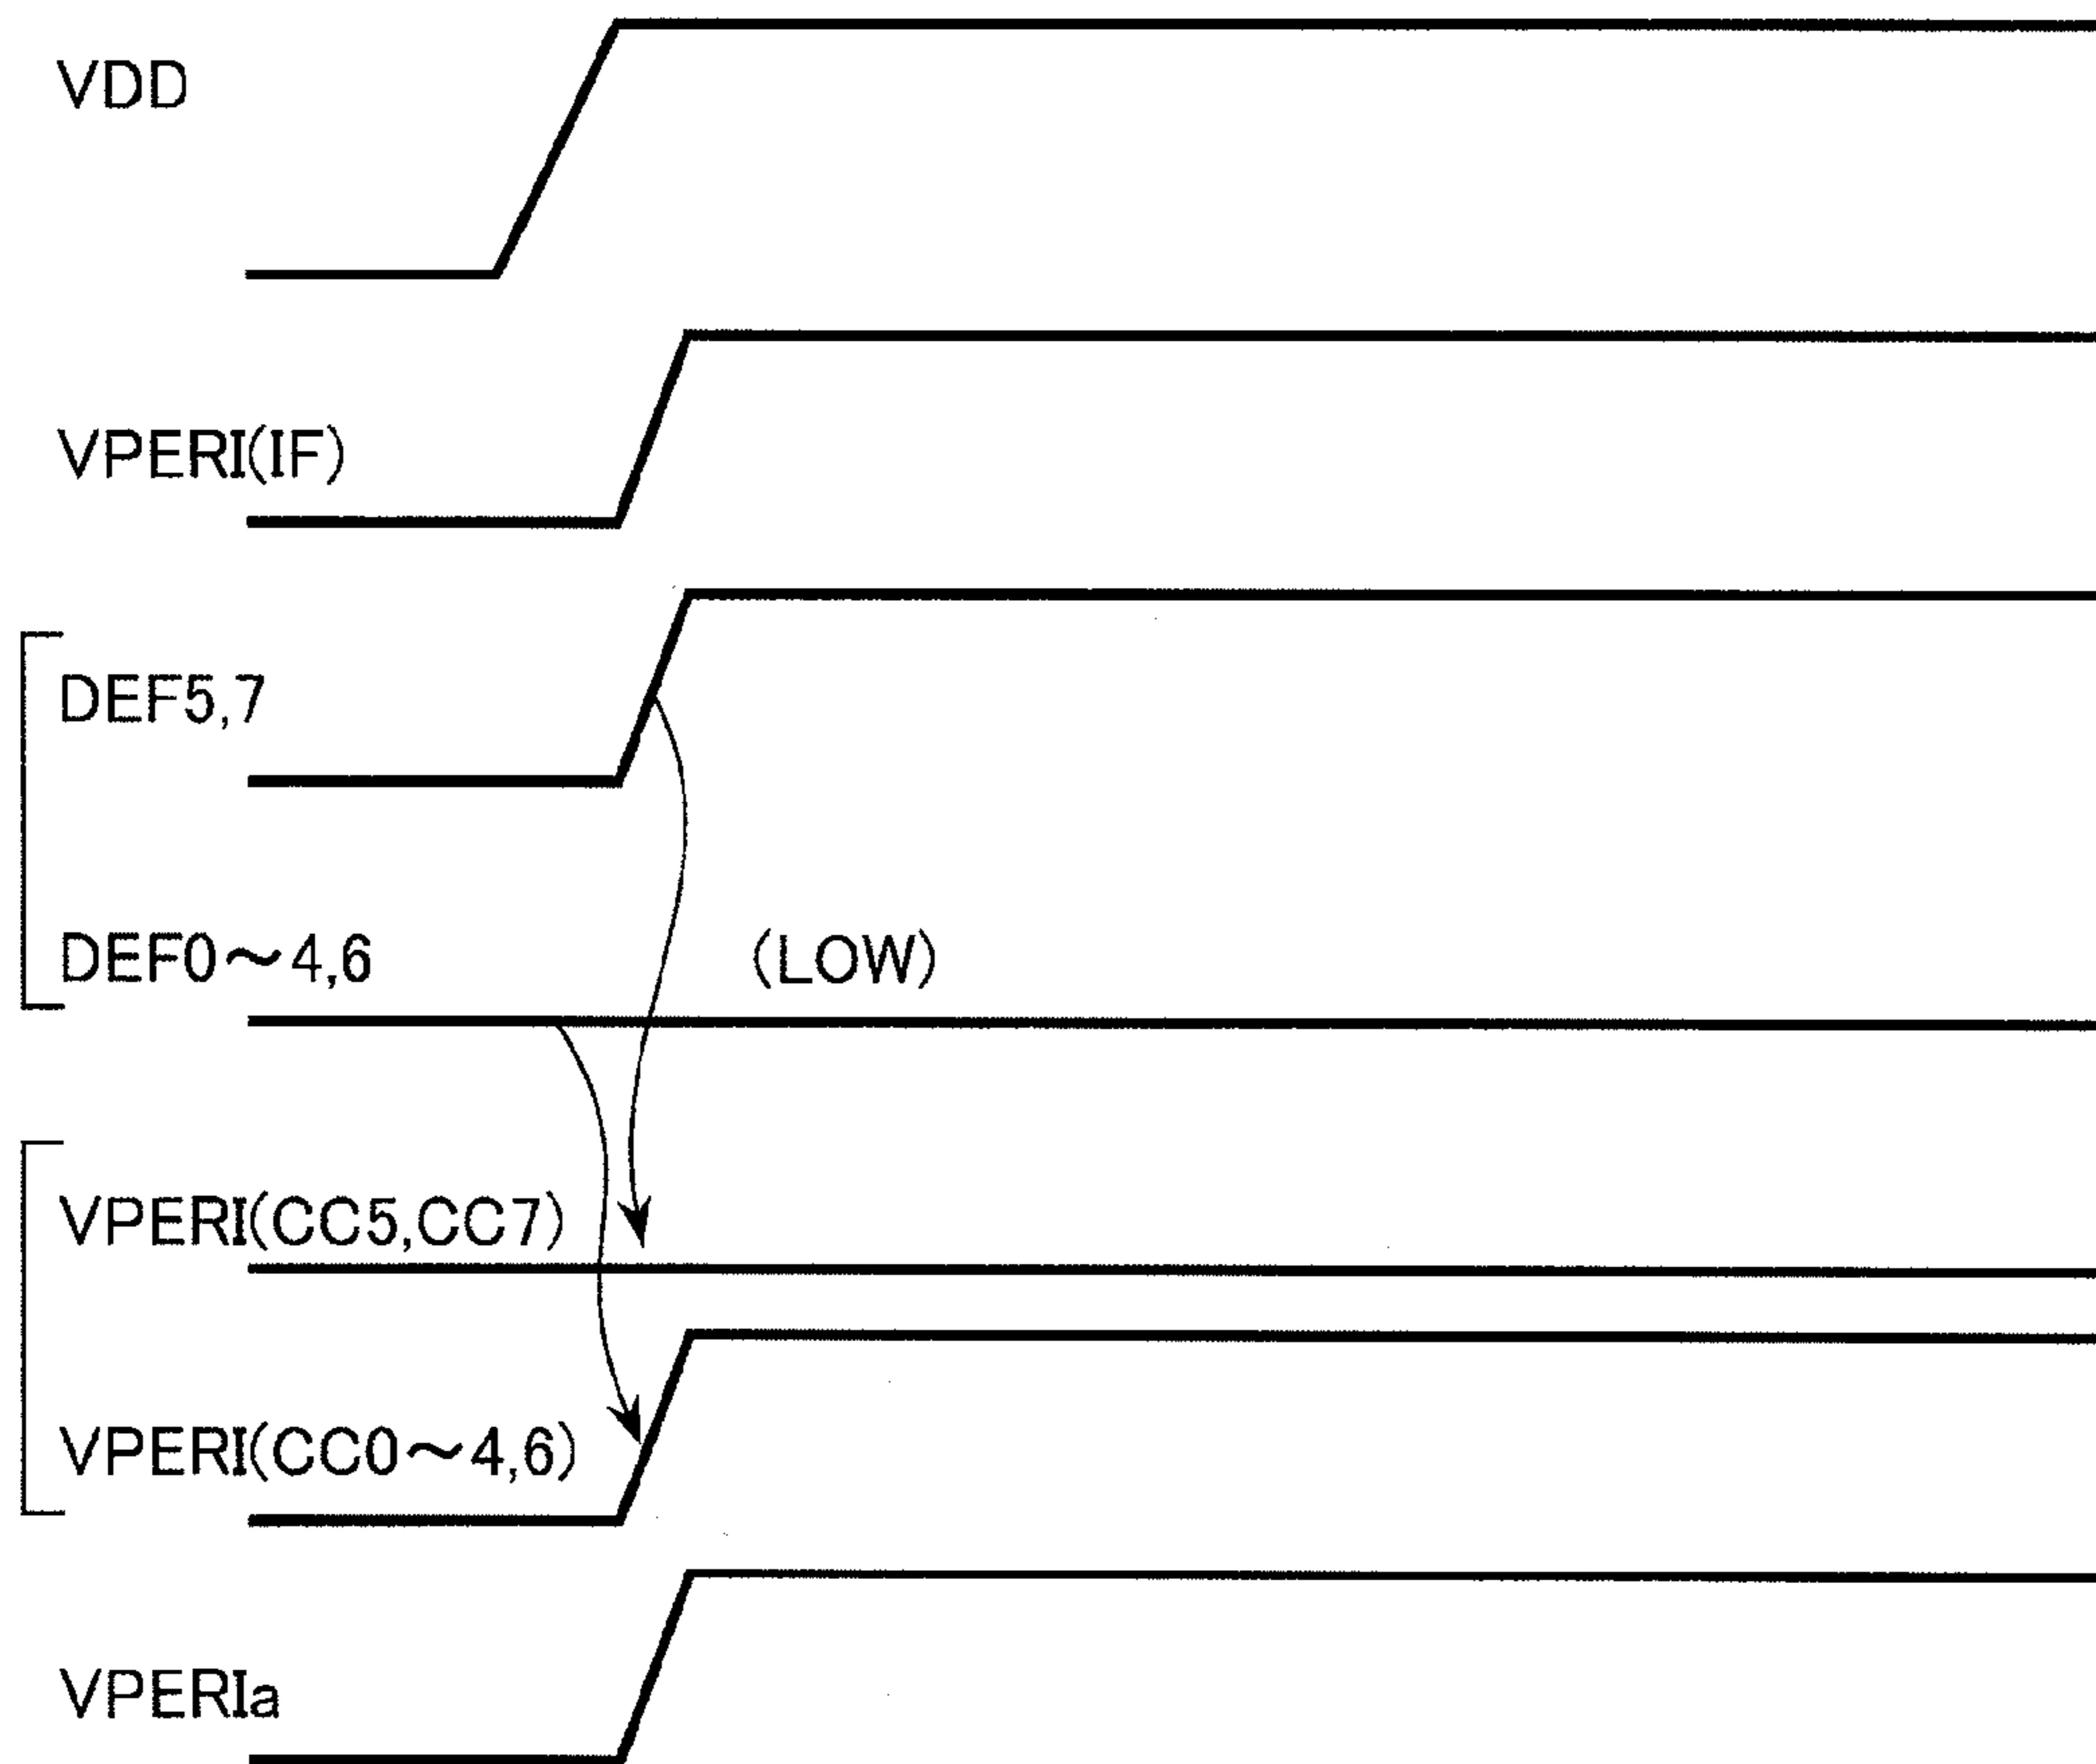 VDD
VPERI(IF)
DEF5,7
DEF0～4,6
(LOW)
VPERI(CC5,CC7)
VPERI(CC0～4,6)
VPERIa